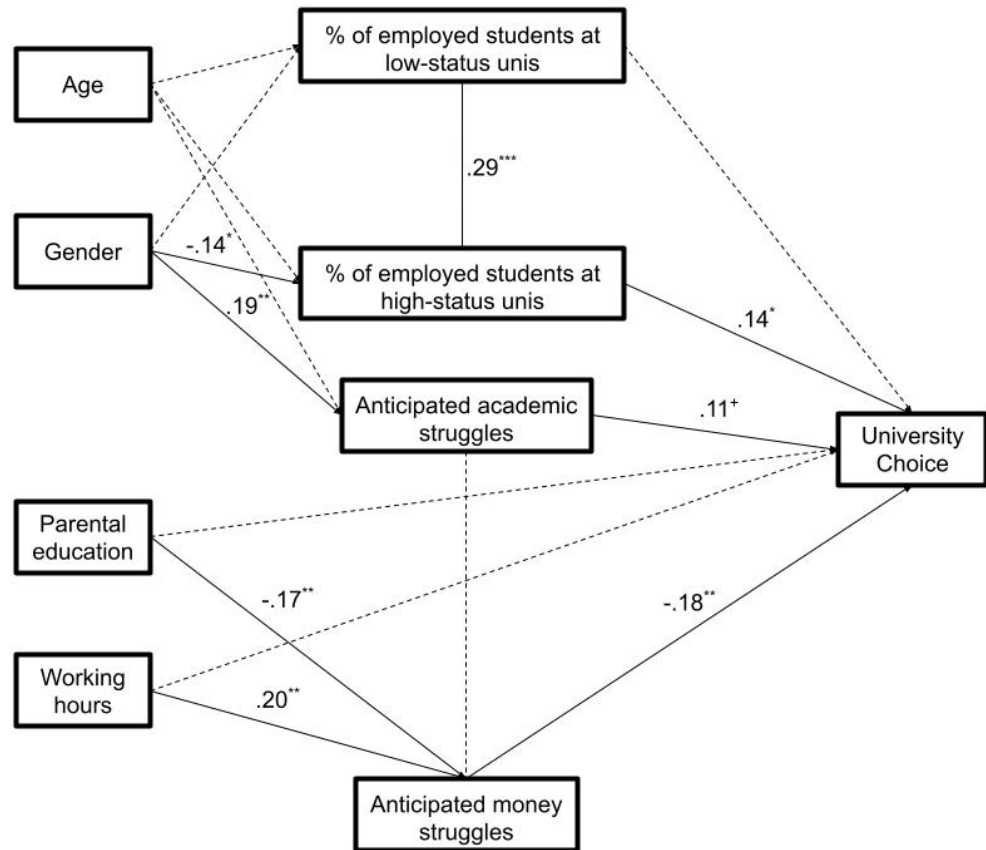 % of employed students at
low-status unis
Age
.29***
Gender
-.14*
% of employed students at
high-status unis
.19**
.14*
Anticipated academic
struggles
.11+
University
Choice
Parental
education
-.17**
-.18**
Working
hours
.20**
Anticipated money
struggles